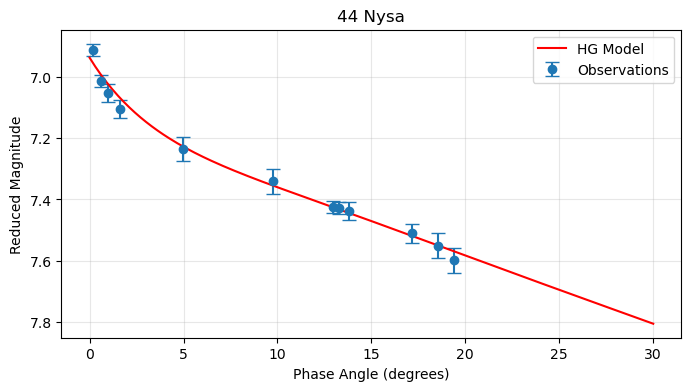 44 Nysa
HG Model
Observations
Reduced Magnitude
7.0
7.2
7.4
7.6
7.8
0
5
10
15
20
25
30
Phase Angle (degrees)